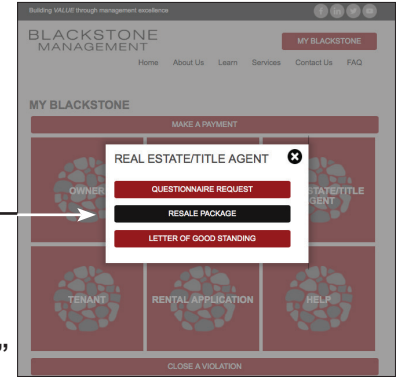 Building VALUE through management excellence
BLACKSTONE
MANAGEMENT
MY BLACKSTONE
Home About Us Learn Services Contact Us FAQ
MY BLACKSTONE
MAKE A PAYMENT
REAL ESTATE/TITLE AGENT
QUESTIONNAIRE REQUEST
RESALE PACKAGE
LETTER OF GOOD STANDING
OWNER
STATE/TITLE
AGENT
TENANT
RENTAL APPLICATION
HELP
CLOSE A VIOLATION
”